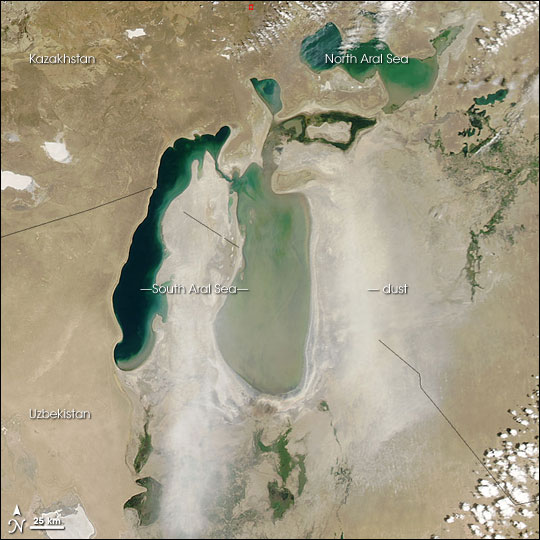 Kazakhstan
North Aral Sea
South Aral Sea
dust
Uzbekistan
N
25 km